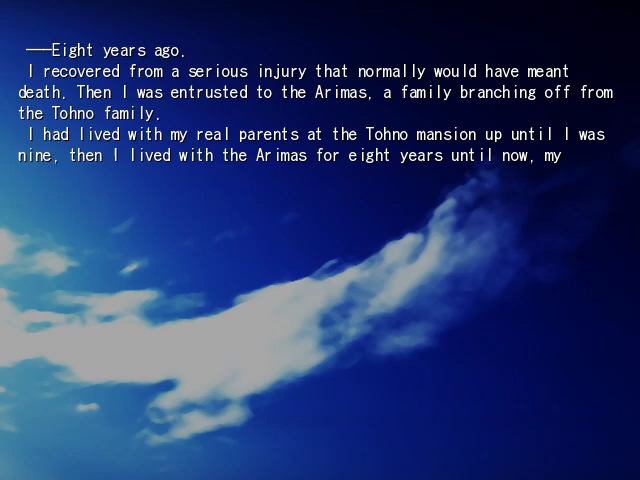 ―Eight years ago.
I recovered from a serious injury that normally would have meant
death. Then I was entrusted to the Arimas, a family branching off from
the Tohno family.
I had lived with my real parents at the Tohno mansion up until I was
nine, then I lived with the Arimas for eight years until now, my